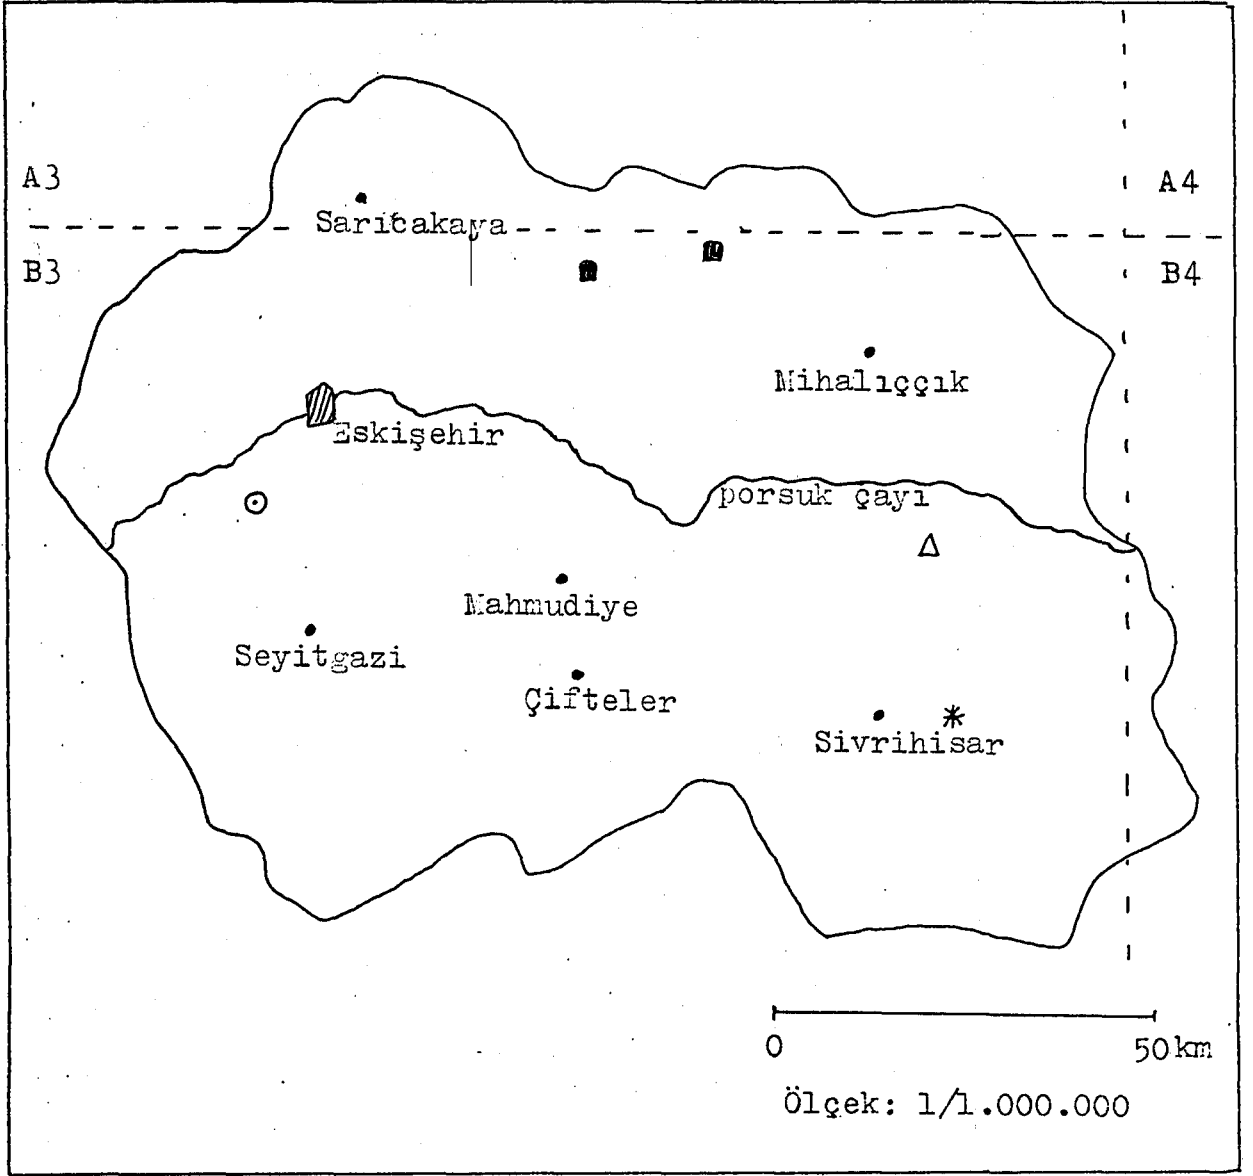 A3
A4
Sarıcakaya
B3
B4
Mihalıççık
Eskişehir
porsuk çayı
Mahmudiye
Seyitgazi
Çifteler
Sivrihisar
0
50km
Ölçek: 1/1.000.000